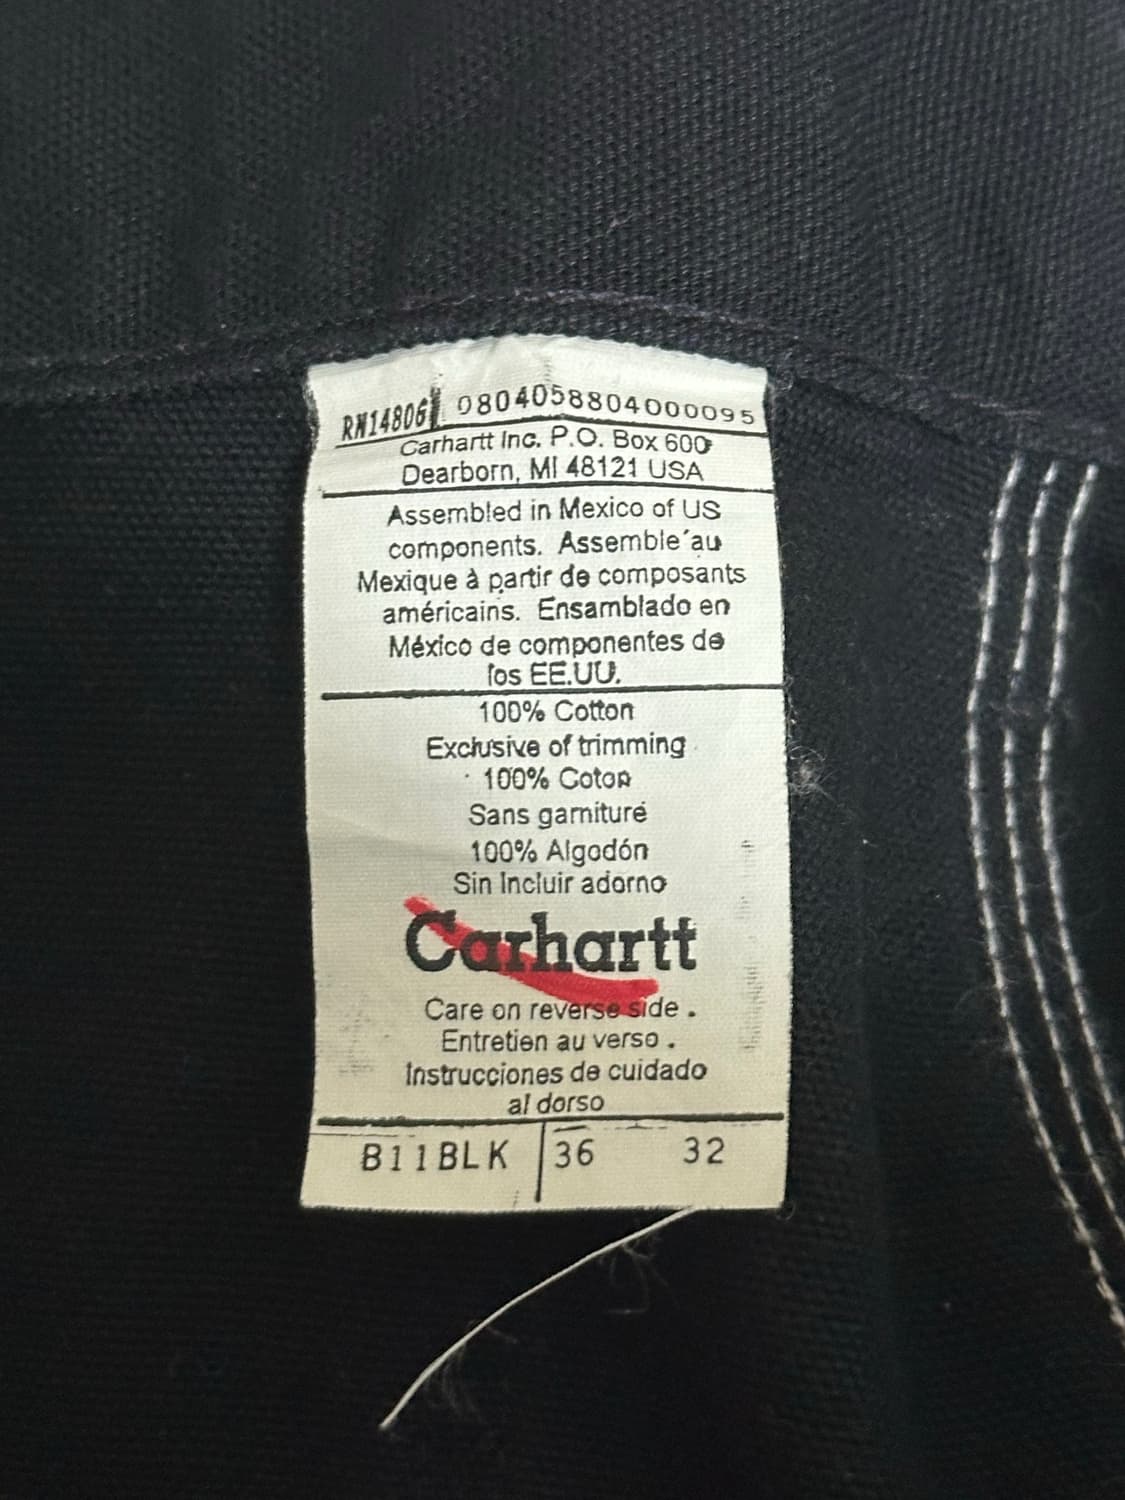 RN14806 0804058804000095
Carhartt Inc. P.O. Box 600
Dearborn, MI 48121 USA
Assembled in Mexico of US
components. Assemble´au
Mexique à partir de composants
américains. Ensamblado en
México de componentes de
los EE.UU.
100% Cotton
Exclusive of trimming
100% Coton
Sans garniture
100% Algodón
Sin Incluir adorno
Carhartt
Care on reverse side .
Entretien au verso .
Instrucciones de cuidado
al dorso
B11BLK 36 32